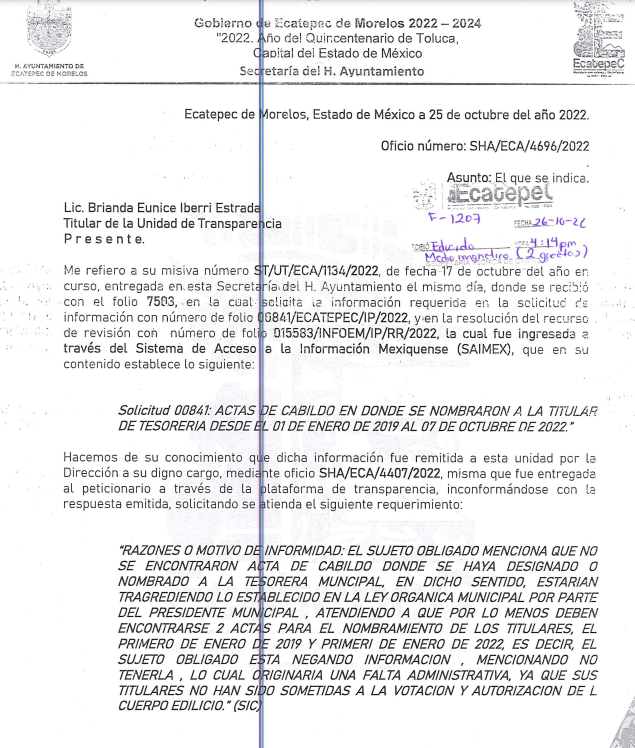 Gobierno de Ecatepec de Morelos 2022 – 2024
"2022. Año del Quincentenario de Toluca,
Capital del Estado de México
Secretaría del H. Ayuntamiento
H. AYUNTAMIENTO DE
ECATEPEC DE MORELOS
EcatepeC
Ecatepec de Morelos, Estado de México a 25 de octubre del año 2022.
Oficio número: SHA/ECA/4696/2022
Asunto: El que se indica.
Ecatepec
F-1207
FECHA 26-10-22
Eduardo HORA 4:14pm
Medio magnetico (2 grabados)
Lic. Brianda Eunice Iberri Estrada
Titular de la Unidad de Transparencia
P r e s e n t e.
Me refiero a su misiva número ST/UT/ECA/1134/2022, de fecha 17 de octubre del año en
curso, entregada en esta Secretaría del H. Ayuntamiento el mismo día, donde se recibió
con el folio 7503, en la cual solicita la información requerida en la solicitud de
información con número de folio 00841/ECATEPEC/IP/2022, y en la resolución del recurso
de revisión con número de folio 015583/INFOEM/IP/RR/2022, la cual fue ingresada a
través del Sistema de Acceso a la Información Mexiquense (SAIMEX), que en su
contenido establece lo siguiente:
Solicitud 00841: ACTAS DE CABILDO EN DONDE SE NOMBRARON A LA TITULAR
DE TESORERIA DESDE EL 01 DE ENERO DE 2019 AL 07 DE OCTUBRE DE 2022."
Hacemos de su conocimiento que dicha información fue remitida a esta unidad por la
Dirección a su digno cargo, mediante oficio SHA/ECA/4407/2022, misma que fue entregada
al peticionario a través de la plataforma de transparencia, inconformándose con la
respuesta emitida, solicitando se atienda el siguiente requerimiento:
"RAZONES O MOTIVO DE INFORMIDAD: EL SUJETO OBLIGADO MENCIONA QUE NO
SE ENCONTRARON ACTA DE CABILDO DONDE SE HAYA DESIGNADO O
NOMBRADO A LA TESORERA MUNCIPAL, EN DICHO SENTIDO, ESTARIAN
TRAGREDIENDO LO ESTABLECIDO EN LA LEY ORGANICA MUNICIPAL POR PARTE
DEL PRESIDENTE MUNICIPAL , ATENDIENDO A QUE POR LO MENOS DEBEN
ENCONTRARSE 2 ACTAS PARA EL NOMBRAMIENTO DE LOS TITULARES, EL
PRIMERO DE ENERO DE 2019 Y PRIMERI DE ENERO DE 2022, ES DECIR, EL
SUJETO OBLIGADO ESTA NEGANDO INFORMACION , MENCIONANDO NO
TENERLA , LO CUAL ORIGINARIA UNA FALTA ADMINISTRATIVA, YA QUE SUS
TITULARES NO HAN SIDO SOMETIDAS A LA VOTACION Y AUTORIZACION DE L
CUERPO EDILICIO." (SIC)